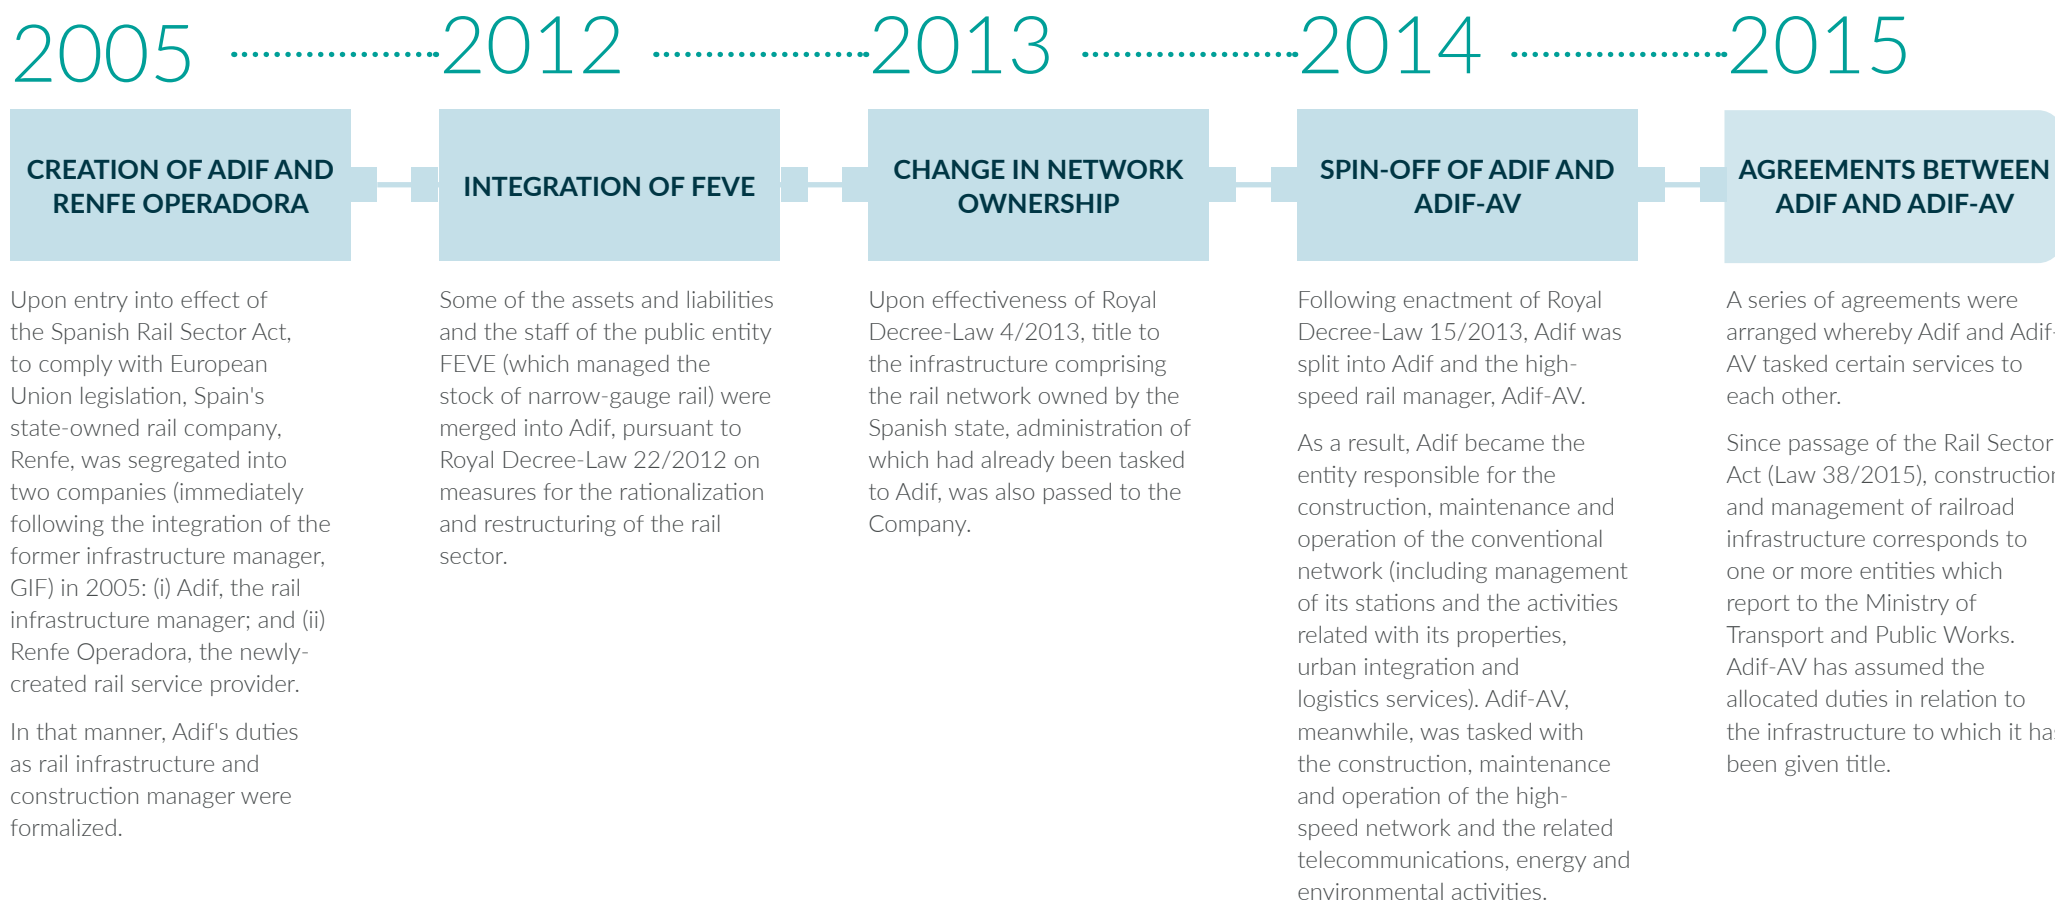 2005
2012
2013
2014
2015
CREATION OF ADIF AND
RENFE OPERADORA
Upon entry into effect of
the Spanish Rail Sector Act,
to comply with European
Union legislation, Spain's
state-owned rail company,
Renfe, was segregated into
two companies (immediately
following the integration of the
former infrastructure manager,
GIF) in 2005: (i) Adif, the rail
infrastructure manager; and (ii)
Renfe Operadora, the newly-
created rail service provider.
In that manner, Adif's duties
as rail infrastructure and
construction manager were
formalized.
INTEGRATION OF FEVE
Some of the assets and liabilities
and the staff of the public entity
FEVE (which managed the
stock of narrow-gauge rail) were
merged into Adif, pursuant to
Royal Decree-Law 22/2012 on
measures for the rationalization
and restructuring of the rail
sector.
CHANGE IN NETWORK
OWNERSHIP
Upon effectiveness of Royal
Decree-Law 4/2013, title to
the infrastructure comprising
the rail network owned by the
Spanish state, administration of
which had already been tasked
to Adif, was also passed to the
Company.
SPIN-OFF OF ADIF AND
ADIF-AV
Following enactment of Royal
Decree-Law 15/2013, Adif was
split into Adif and the high-
speed rail manager, Adif-AV.
As a result, Adif became the
entity responsible for the
construction, maintenance and
operation of the conventional
network (including management
of its stations and the activities
related with its properties,
urban integration and
logistics services). Adif-AV,
meanwhile, was tasked with
the construction, maintenance
and operation of the high-
speed network and the related
telecommunications, energy and
environmental activities.
AGREEMENTS BETWEEN
ADIF AND ADIF-AV
A series of agreements were
arranged whereby Adif and Adif-
AV tasked certain services to
each other.
Since passage of the Rail Sector
Act (Law 38/2015), construction
and management of railroad
infrastructure corresponds to
one or more entities which
report to the Ministry of
Transport and Public Works.
Adif-AV has assumed the
allocated duties in relation to
the infrastructure to which it has
been given title.